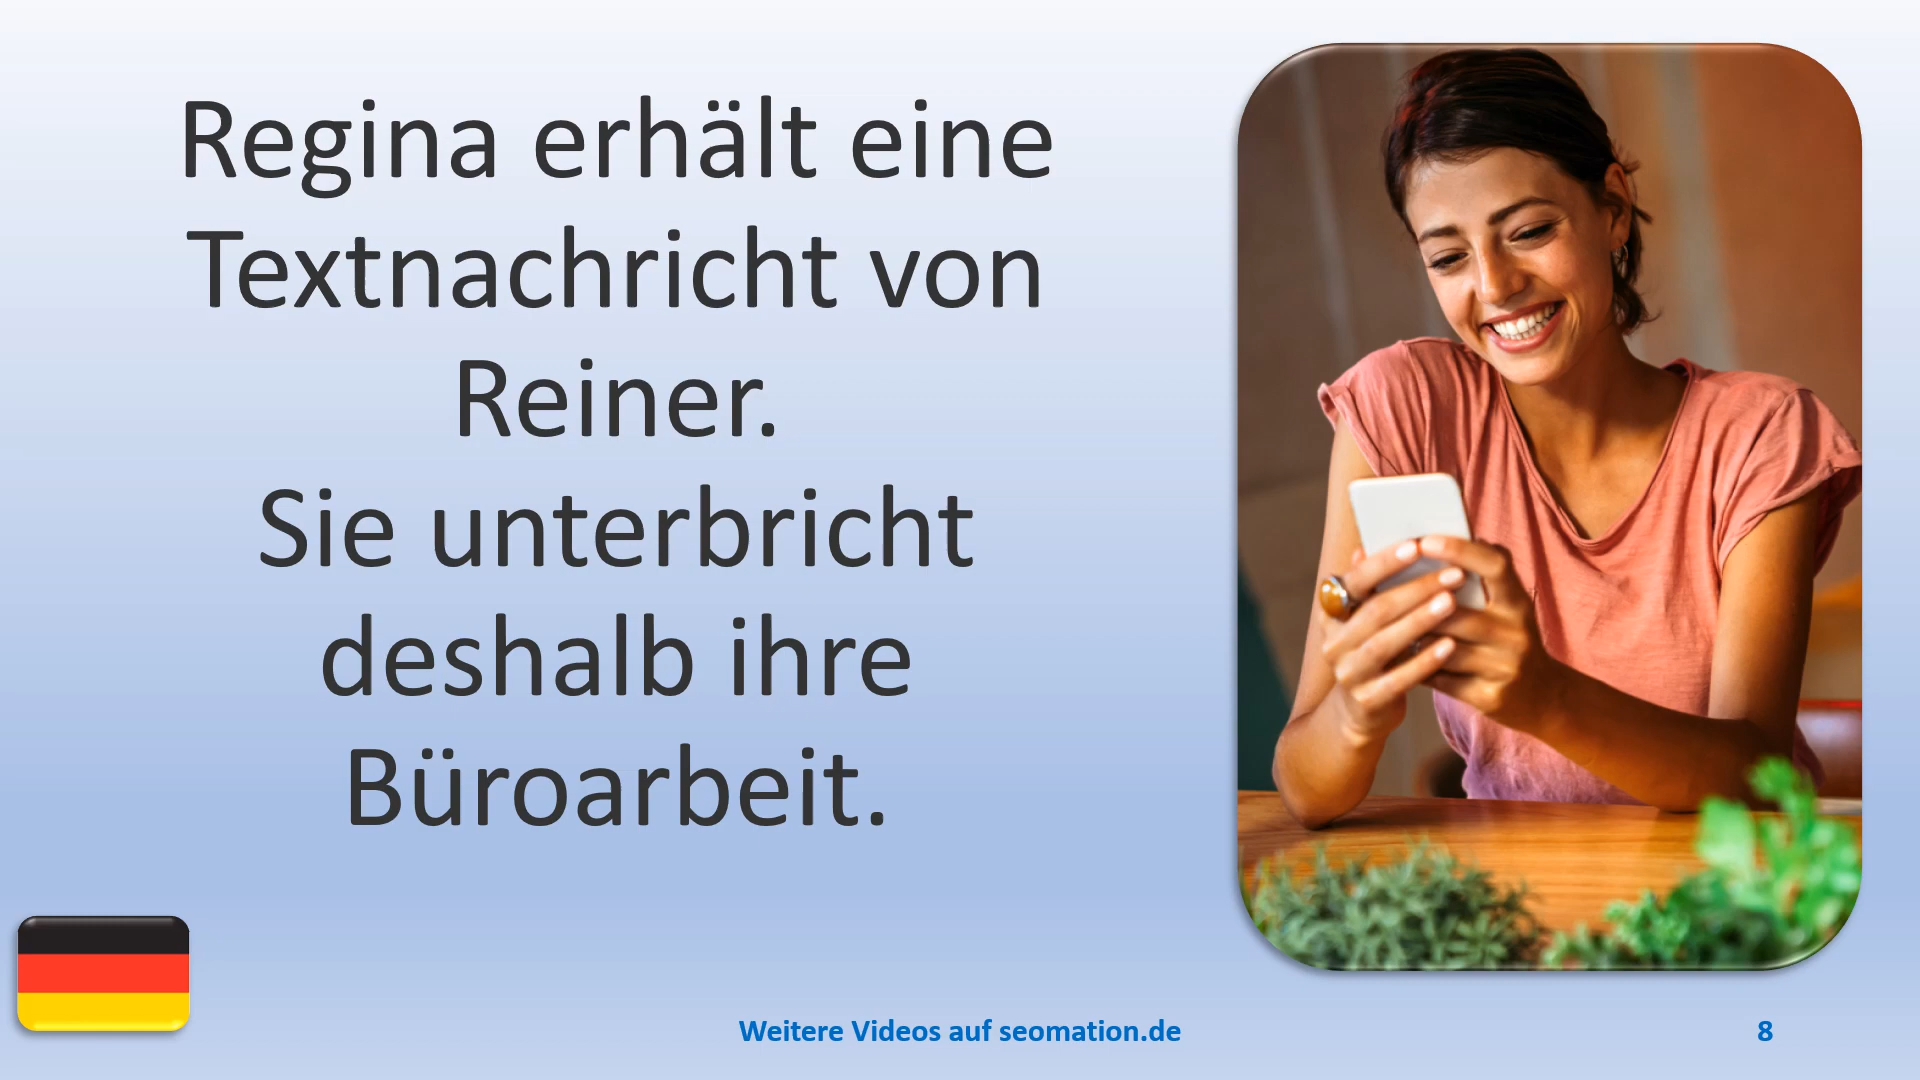 Regina erhält eine
Textnachricht von
Reiner.
Sie unterbricht
deshalb ihre
Büroarbeit.
Weitere Videos auf seomation.de
8